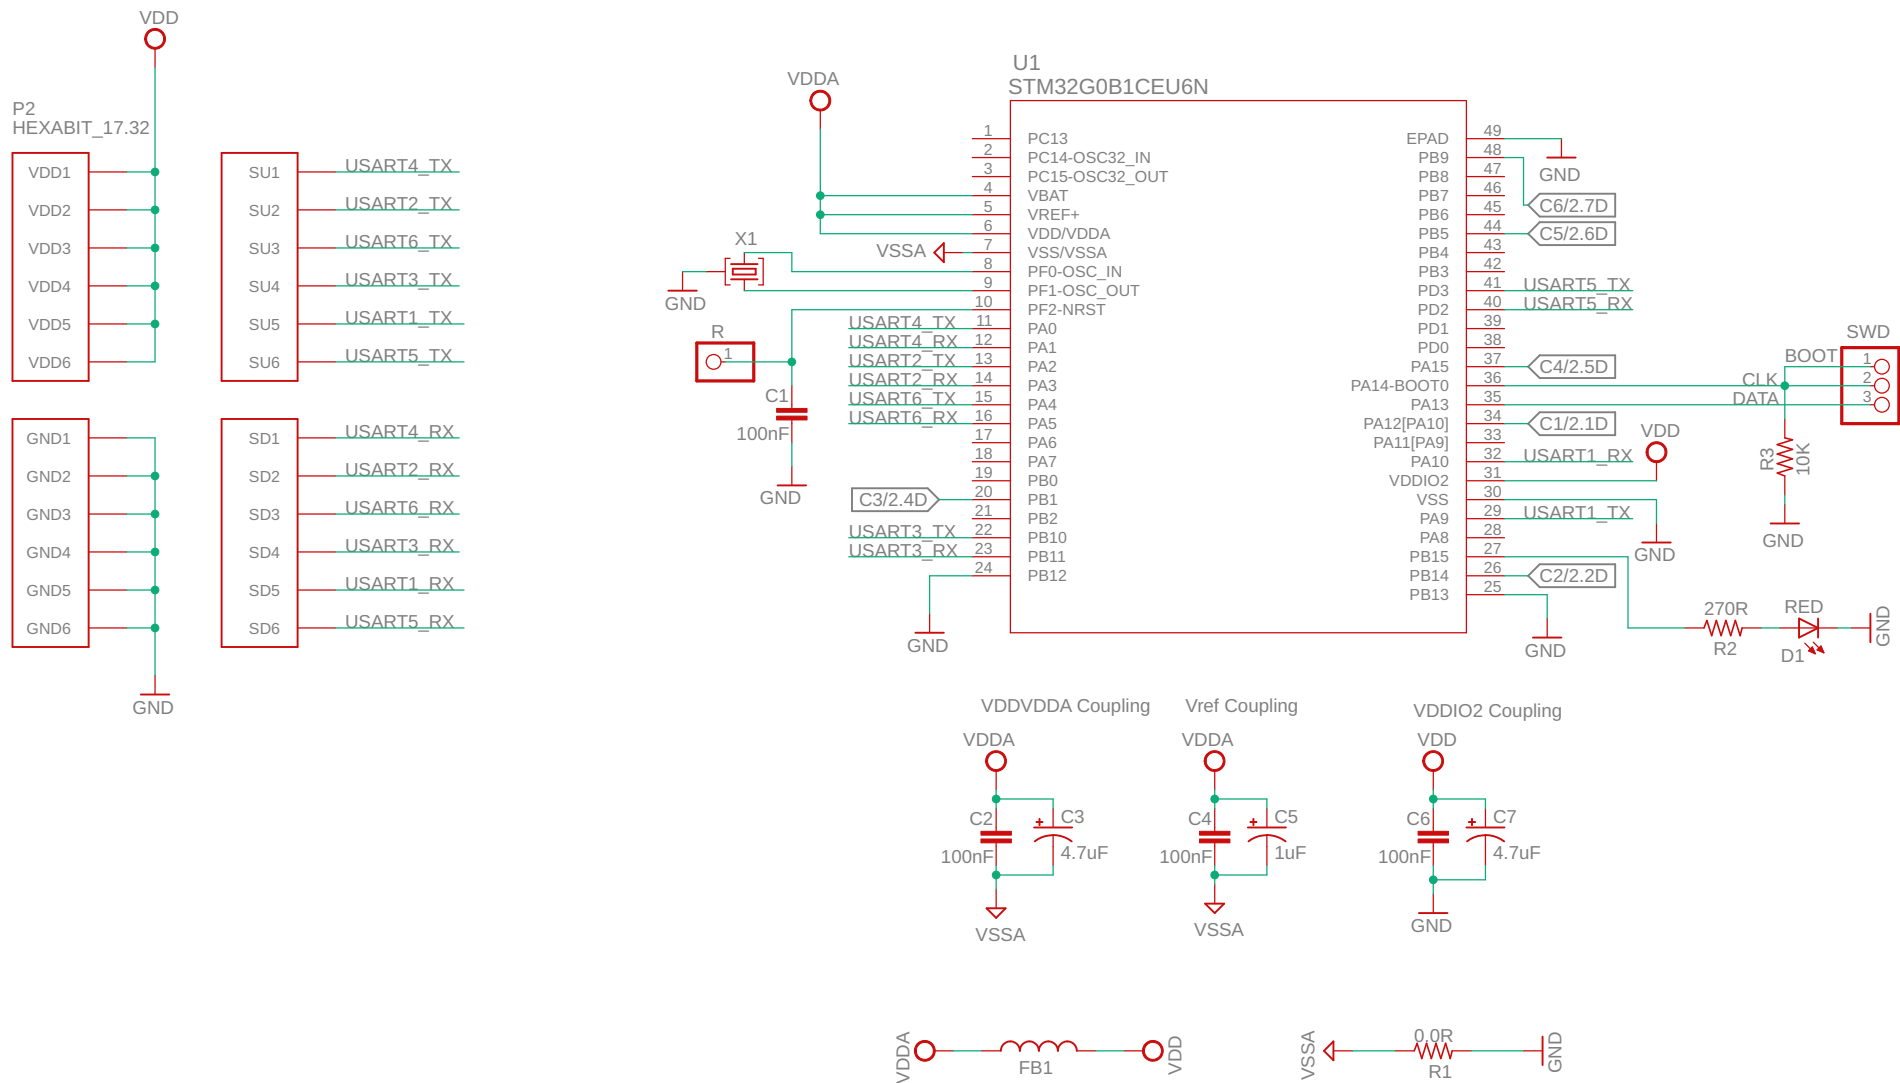 VDD
P2
HEXABIT_17.32
VDD1
VDD2
VDD3
VDD4
VDD5
VDD6
SU1 USART4_TX
SU2 USART2_TX
SU3 USART6_TX
SU4 USART3_TX
SU5 USART1_TX
SU6 USART5_TX
GND1
GND2
GND3
GND4
GND5
GND6
GND
SD1 USART4_RX
SD2 USART2_RX
SD3 USART6_RX
SD4 USART3_RX
SD5 USART1_RX
SD6 USART5_RX
U1
STM32G0B1CEU6N
VDDA
VSSA
X1
GND
R
1
C1
100nF
GND
1 PC13
2 PC14-OSC32_IN
3 PC15-OSC32_OUT
4 VBAT
5 VREF+
6 VDD/VDDA
7 VSS/VSSA
8 PF0-OSC_IN
9 PF1-OSC_OUT
10 PF2-NRST
USART4_TX 11 PA0
USART4_RX 12 PA1
USART2_TX 13 PA2
USART2_RX 14 PA3
USART6_TX 15 PA4
USART6_RX 16 PA5
17 PA6
18 PA7
19 PB0
C3/2.4D 20 PB1
21 PB2
USART3_TX 22 PB10
USART3_RX 23 PB11
24 PB12
GND
EPAD 49
GND
PB9 48 C6/2.7D
PB8 47
PB7 46
PB6 45
PB5 44 C5/2.6D
PB4 43
PB3 42
PD3 41 USART5_TX
PD2 40 USART5_RX
PD1 39
PD0 38
PA15 37 C4/2.5D
PA14-BOOT0 36 CLK
PA13 35 DATA
PA12[PA10] 34 C1/2.1D
PA11[PA9] 33
PA10 32 USART1_RX
VDDIO2 31 VDD
VSS 30 GND
PA9 29 USART1_TX
PA8 28
PB15 27
PB14 26 C2/2.2D
PB13 25
GND
SWD
BOOT 1
2
3
R3
10K
GND
270R
R2
RED
D1
GND
VDDVDDA Coupling
VDDA
C2
100nF
C3
4.7uF
VSSA
Vref Coupling
VDDA
C4
100nF
C5
1uF
VSSA
VDDIO2 Coupling
VDD
C6
100nF
C7
4.7uF
GND
VDDA
FB1
VDD
VSSA
0.0R
R1
GND